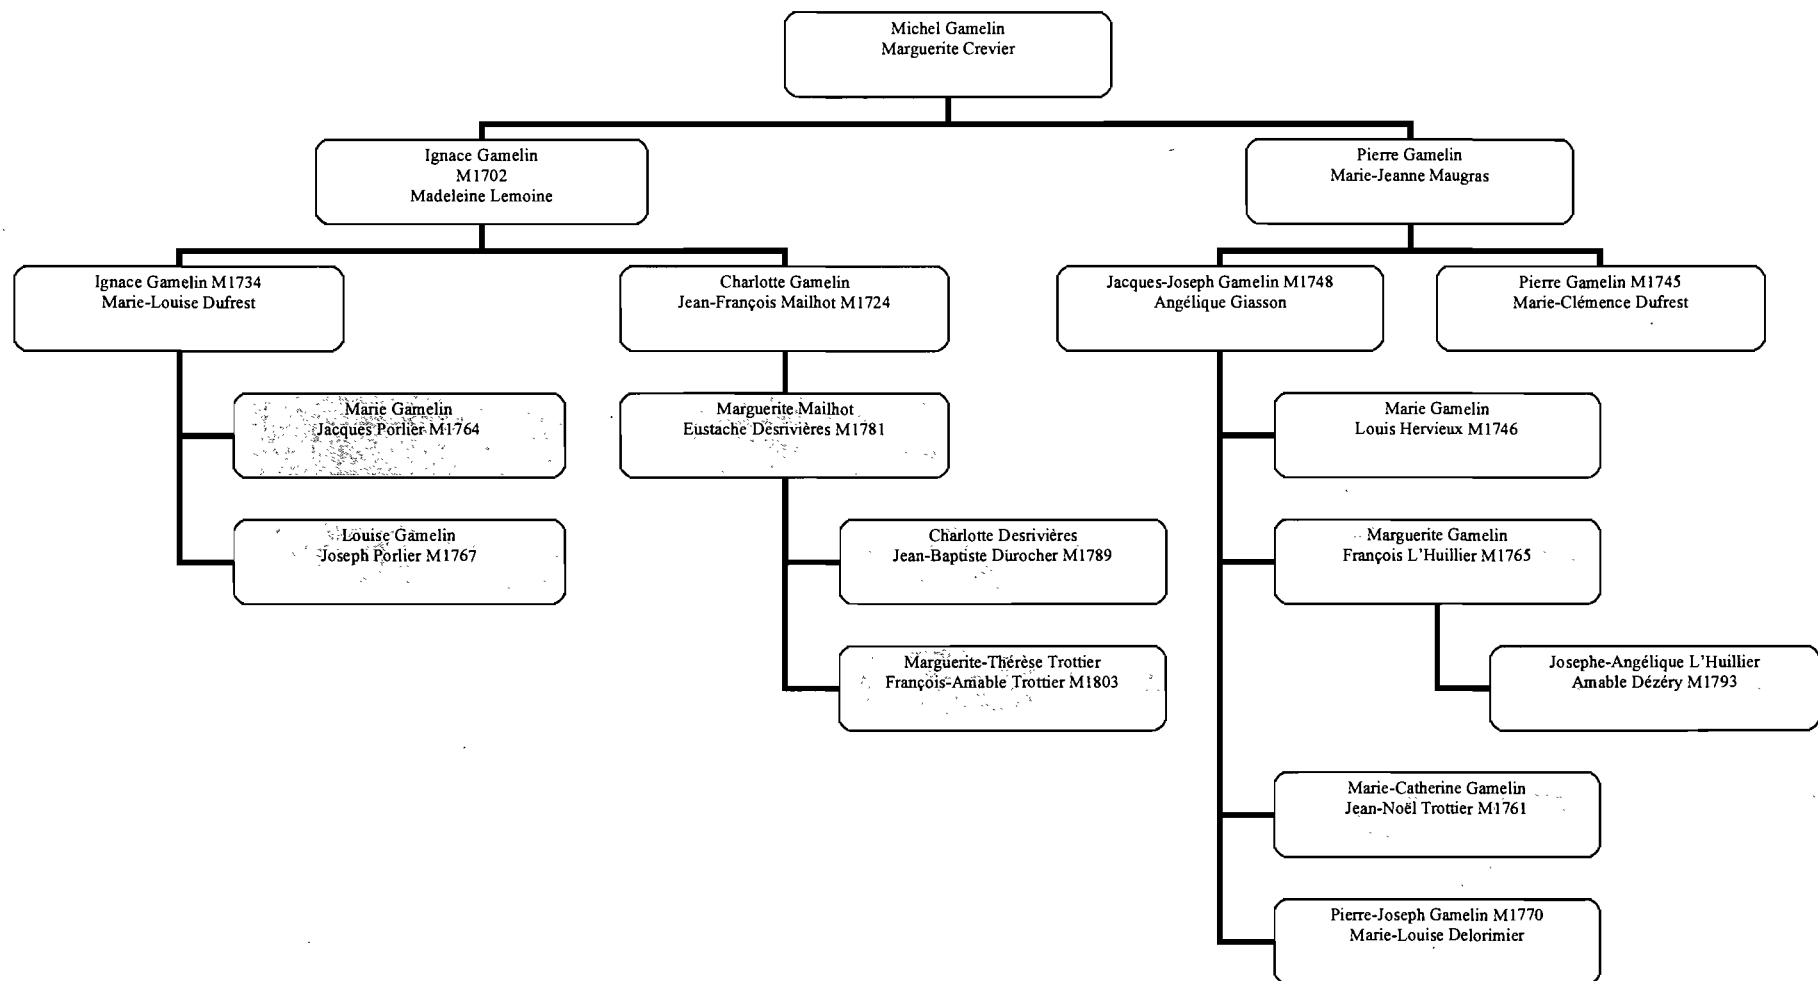 Michel Gamelin
Marguerite Crevier
Ignace Gamelin
M1702
Madeleine Lemoine
Pierre Gamelin
Marie-Jeanne Maugras
Ignace Gamelin M1734
Marie-Louise Dufrest
Charlotte Gamelin
Jean-François Mailhot M1724
Jacques-Joseph Gamelin M1748
Angélique Giasson
Pierre Gamelin M1745
Marie-Clémence Dufrest
Marie Gamelin
Jacques Porlier M1764
Marguerite Mailhot
Eustache Desrivières M1781
Marie Gamelin
Louis Hervieux M1746
Louise Gamelin
Joseph Porlier M1767
Charlotte Desrivières
Jean-Baptiste Durocher M1789
Marguerite Gamelin
François L'Huillier M1765
Marguerite-Thérèse Trottier
François-Amable Trottier M1803
Josephe-Angélique L'Huillier
Amable Dézéry M1793
Marie-Catherine Gamelin
Jean-Noël Trottier M1761
Pierre-Joseph Gamelin M1770
Marie-Louise Delorimier